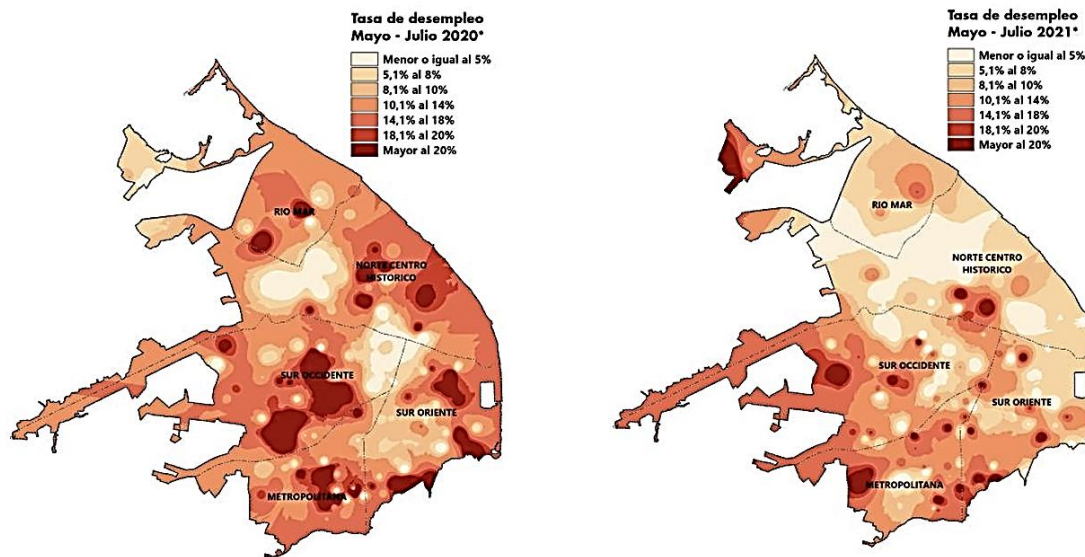 Tasa de desempleo
Mayo - Julio 2020*
Menor o igual al 5%
5,1% al 8%
8,1% al 10%
10,1% al 14%
14,1% al 18%
18,1% al 20%
Mayor al 20%
RIO MAR
NORTE CENTRO
HISTORICO
SUR OCCIDENTE
SUR ORIENTE
METROPOLITANA
Tasa de desempleo
Mayo - Julio 2021*
Menor o igual al 5%
5,1% al 8%
8,1% al 10%
10,1% al 14%
14,1% al 18%
18,1% al 20%
Mayor al 20%
RIO MAR
NORTE CENTRO
HISTORICO
SUR OCCIDENTE
SUR ORIENTE
METROPOLITANA